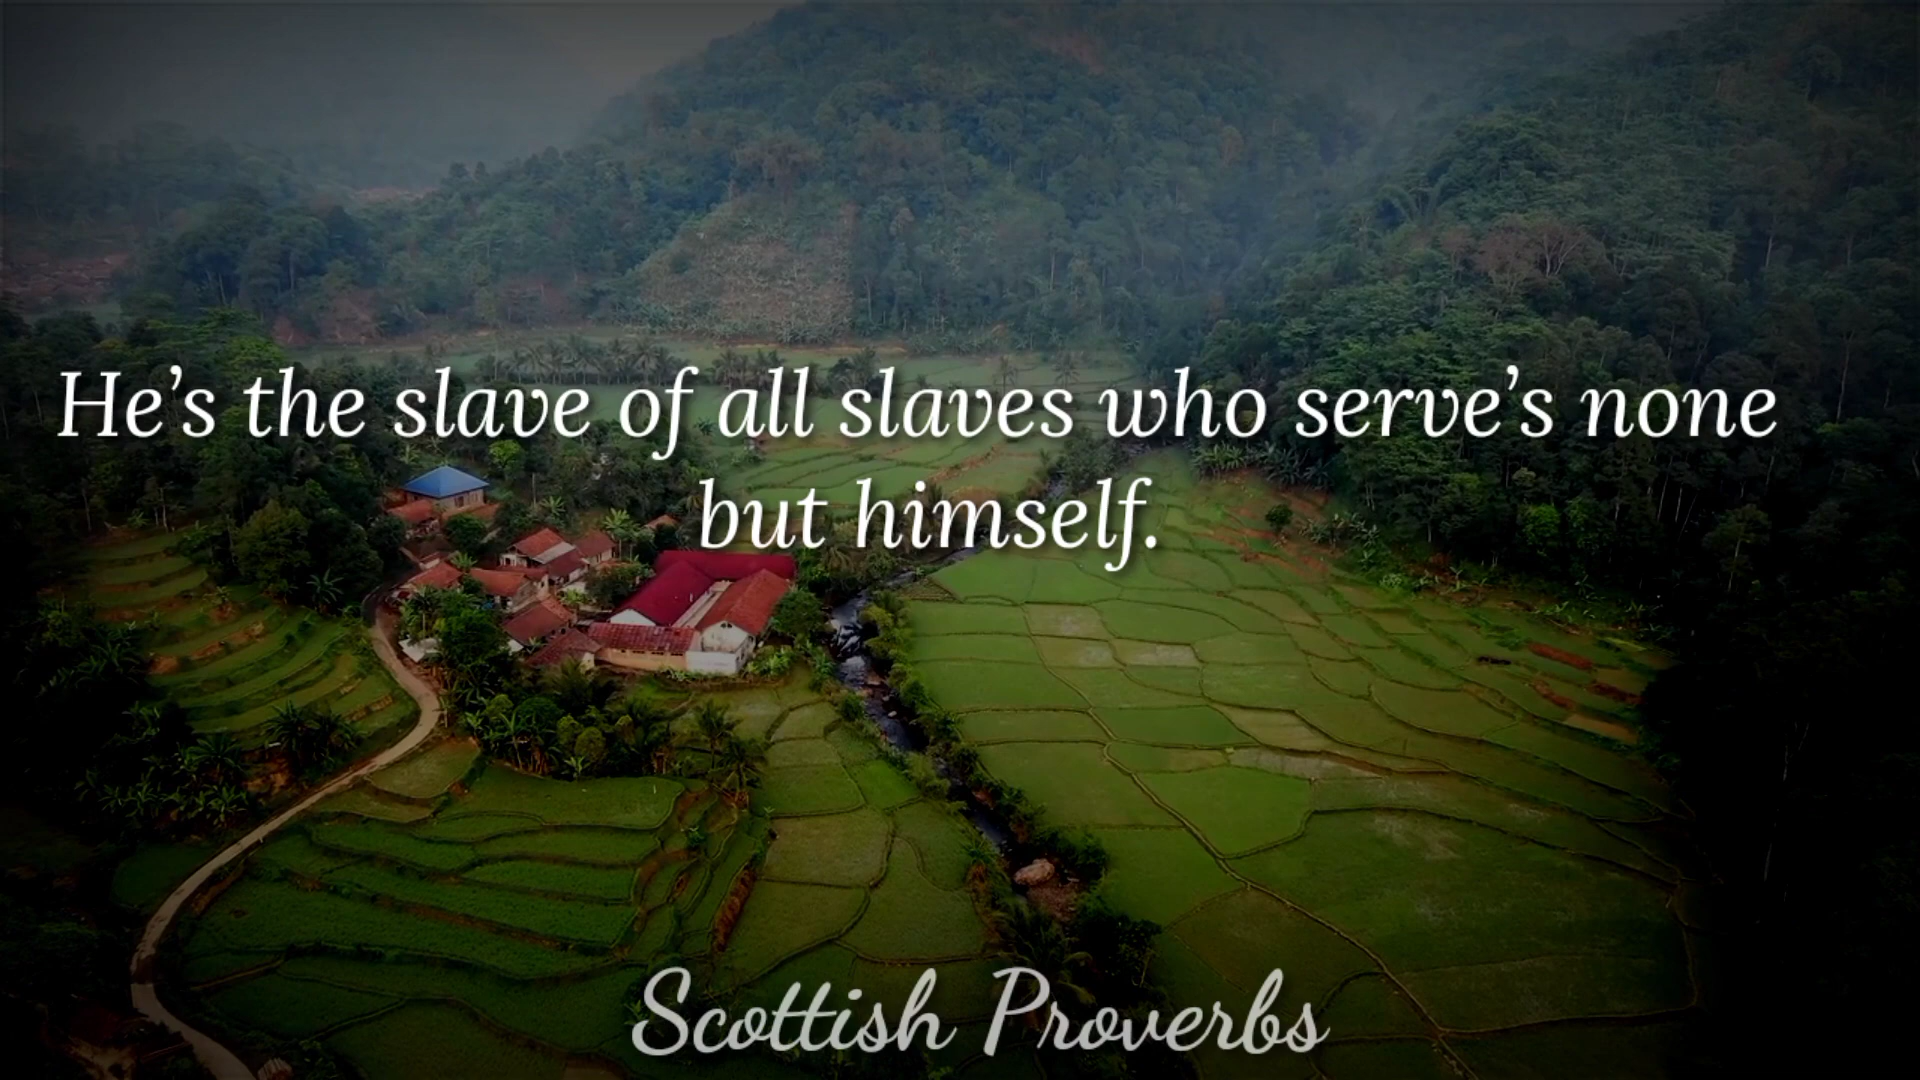 He’s the slave of all slaves who serve’s none
but himself.
Scottish Proverbs